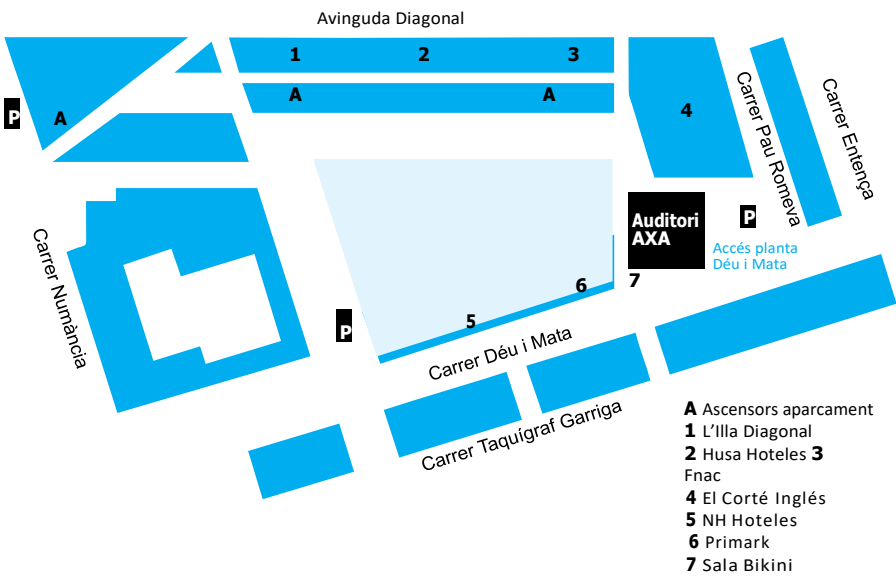 Avinguda Diagonal
1 2 3
A A
P A
4
Carrer Pau Romeva
Carrer Entença
Auditori
AXA
P
Accés planta
Déu i Mata
7
6
5
P
Carrer Numància
Carrer Déu i Mata
Carrer Taquígraf Garriga
A Ascensors aparcament
1 L’Illa Diagonal
2 Husa Hoteles 3
Fnac
4 El Corté Inglés
5 NH Hoteles
6 Primark
7 Sala Bikini